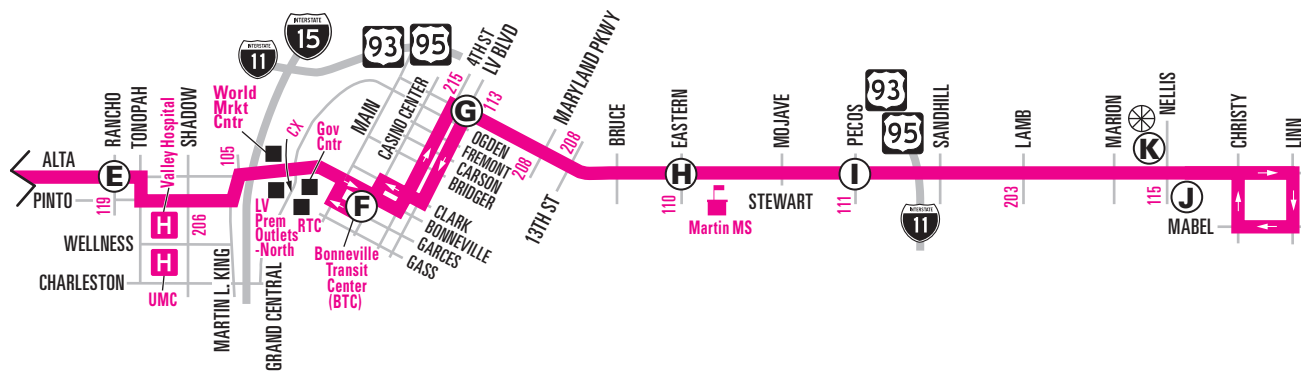 INTERSTATE
15
INTERSTATE
11
93
95
4TH ST
LV BLVD
215
113
MARYLAND PKWY
World
Mrkt
Cntr
CX
Gov
Cntr
MAIN
CASINO CENTER
G
OGDEN
FREMONT
CARSON
BRIDGER
208
208
13TH ST
BRUCE
EASTERN
MOJAVE
PECOS
93
95
SANDHILL
LAMB
MARION
NELLIS
K
CHRISTY
LINN
ALTA
PINTO
RANCHO
TONOPAH
Valley Hospital
SHADOW
E
119
105
206
H
H
UMC
WELLNESS
CHARLESTON
MARTIN L. KING
GRAND CENTRAL
LV
Prem
Outlets
-North
RTC
F
Bonneville
Transit
Center
(BTC)
CLARK
BONNEVILLE
GARCES
GASS
H
110
Martin MS
STEWART
I
111
INTERSTATE
11
203
115
J
MABEL